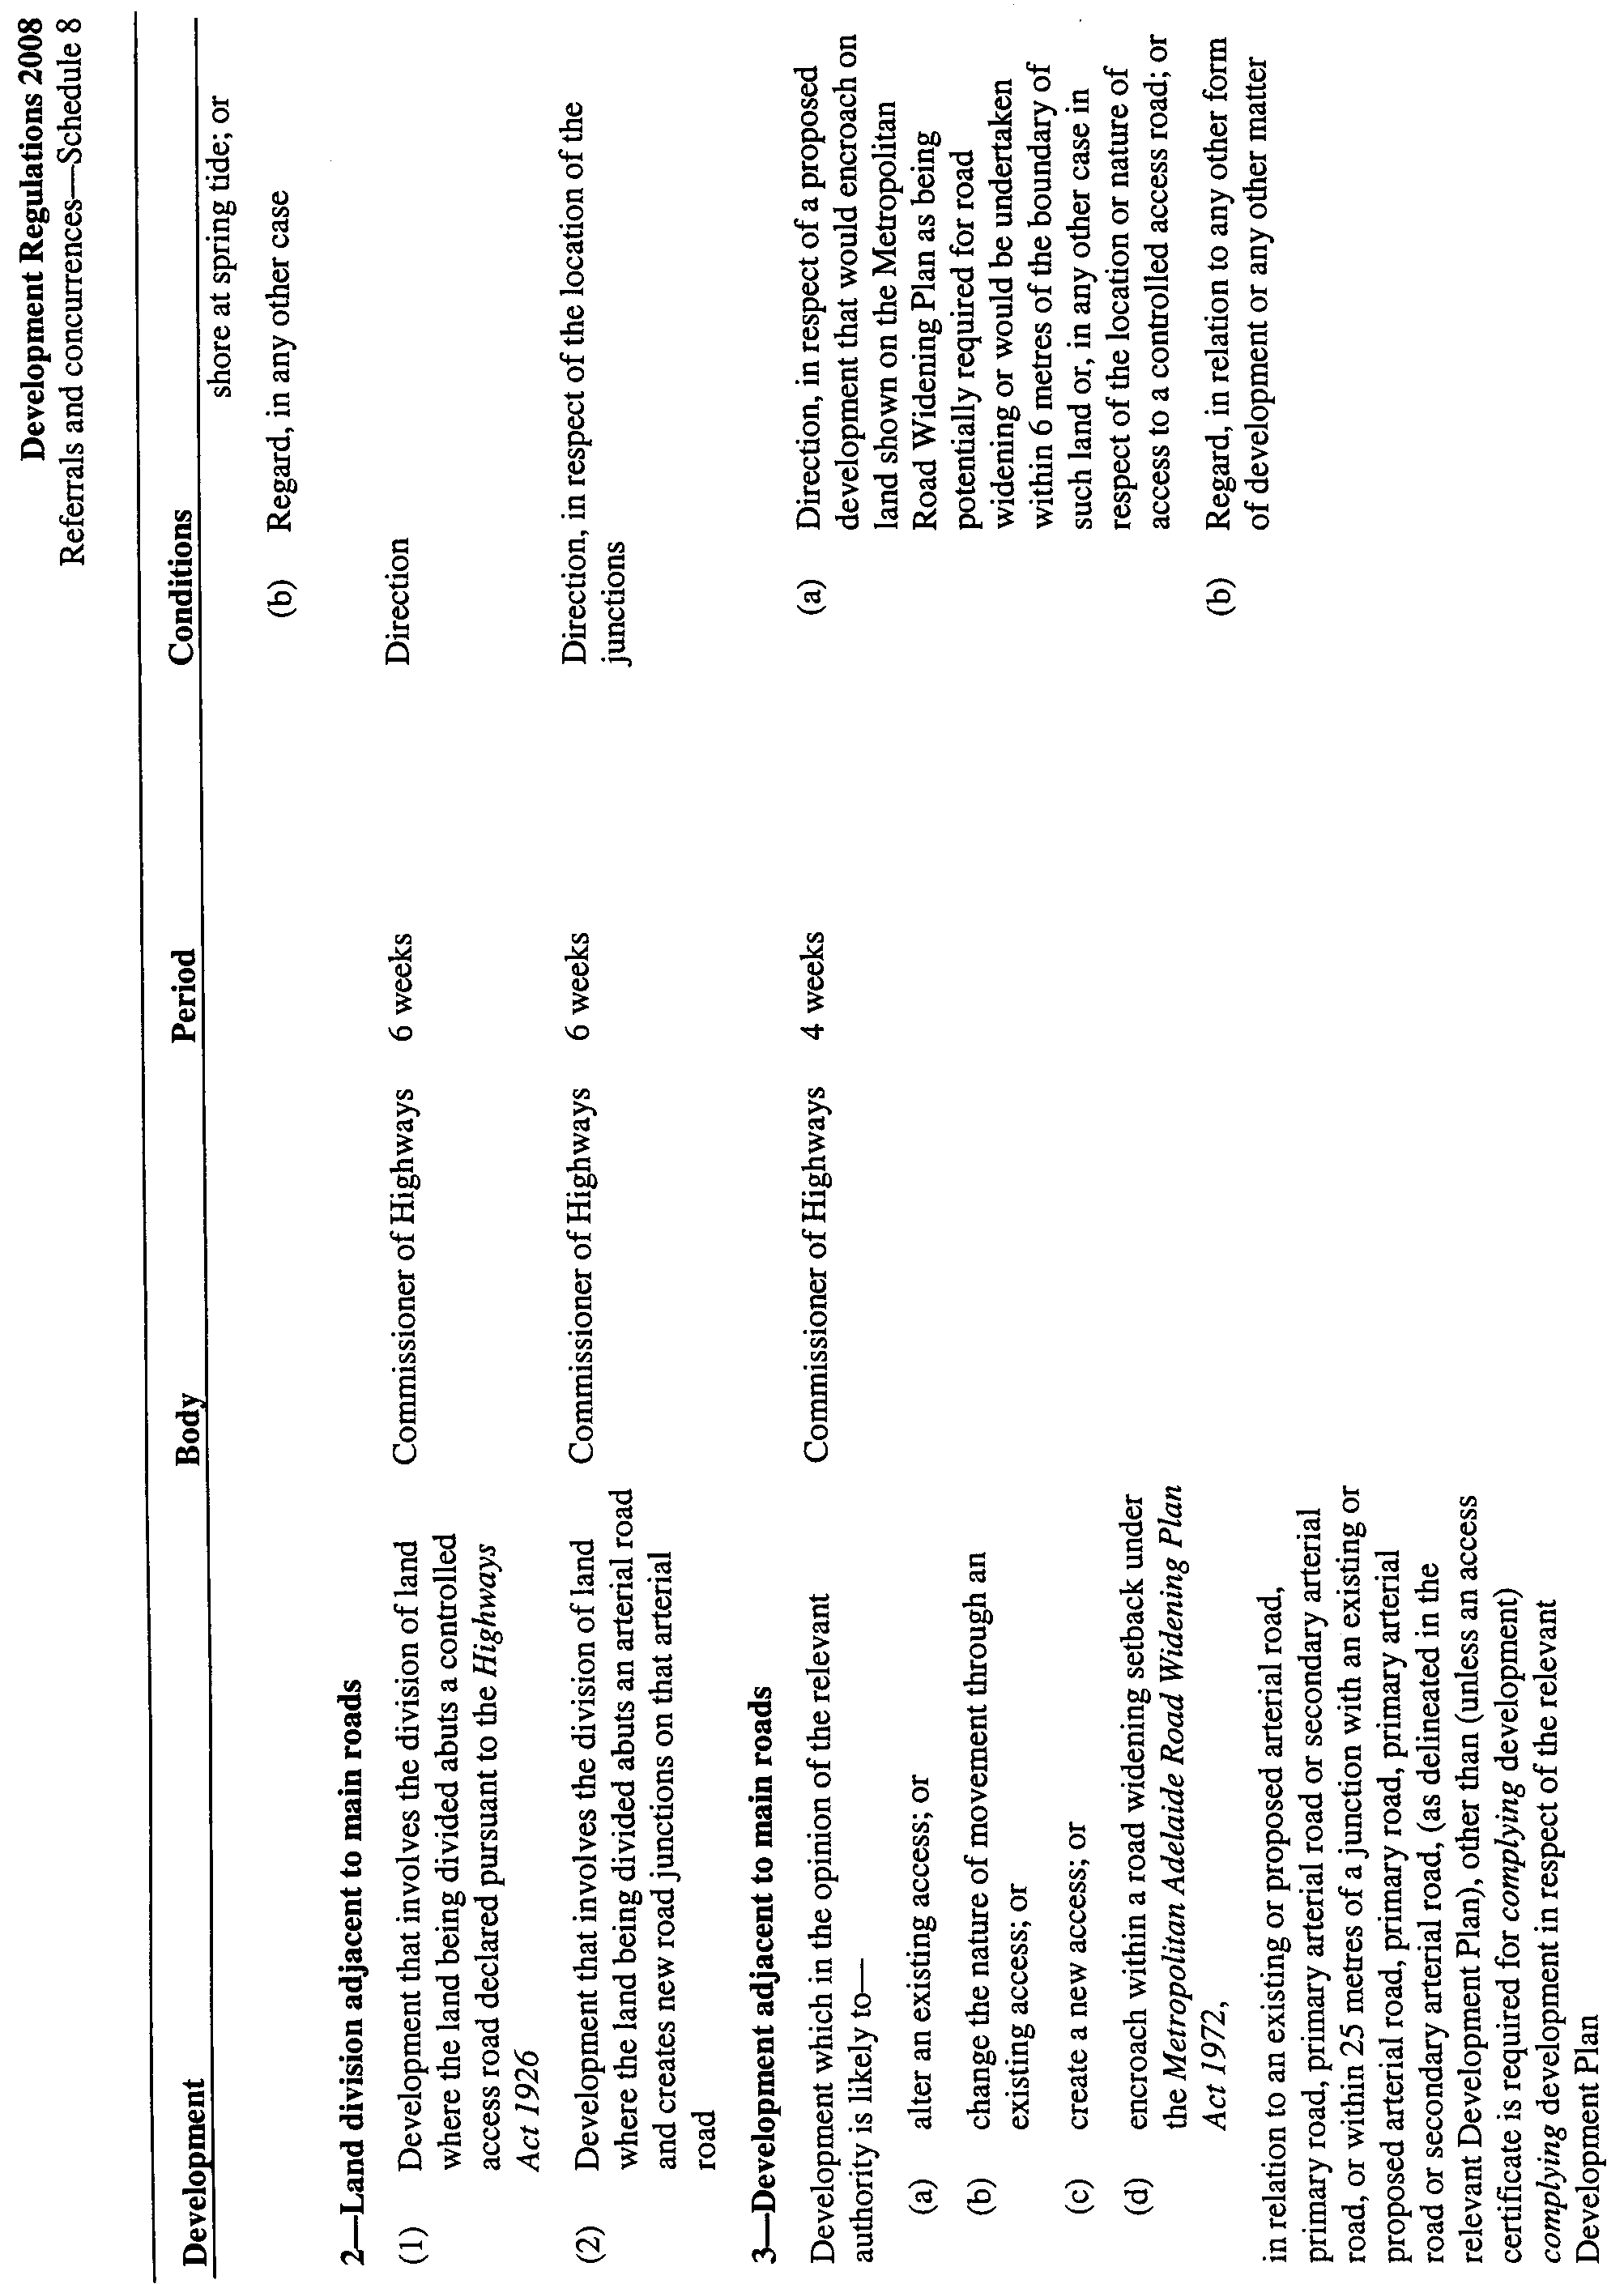 Development Regulations 2008
Referrals and concurrences—Schedule 8
Development Body Period Conditions
shore at spring tide; or
(b) Regard, in any other case
2—Land division adjacent to main roads
(1) Development that involves the division of land
where the land being divided abuts a controlled
access road declared pursuant to the Highways
Act 1926
Commissioner of Highways
6 weeks
Direction
(2) Development that involves the division of land
where the land being divided abuts an arterial road
and creates new road junctions on that arterial
road
Commissioner of Highways
6 weeks
Direction, in respect of the location of the
junctions
3—Development adjacent to main roads
Development which in the opinion of the relevant
authority is likely to—
(a) alter an existing access; or
(b) change the nature of movement through an
existing access; or
(c) create a new access; or
(d) encroach within a road widening setback under
the Metropolitan Adelaide Road Widening Plan
Act 1972,
in relation to an existing or proposed arterial road,
primary road, primary arterial road or secondary arterial
road, or within 25 metres of a junction with an existing or
proposed arterial road, primary road, primary arterial
road or secondary arterial road, (as delineated in the
relevant Development Plan), other than (unless an access
certificate is required for complying development)
complying development in respect of the relevant
Development Plan
Commissioner of Highways
4 weeks
(a) Direction, in respect of a proposed
development that would encroach on
land shown on the Metropolitan
Road Widening Plan as being
potentially required for road
widening or would be undertaken
within 6 metres of the boundary of
such land or, in any other case in
respect of the location or nature of
access to a controlled access road; or
(b) Regard, in relation to any other form
of development or any other matter